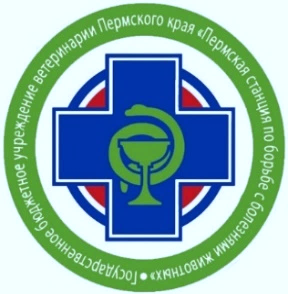 Государственное бюджетное учреждение ветеринарии Пермского края «Пермская станция по борьбе с болезнями животных»